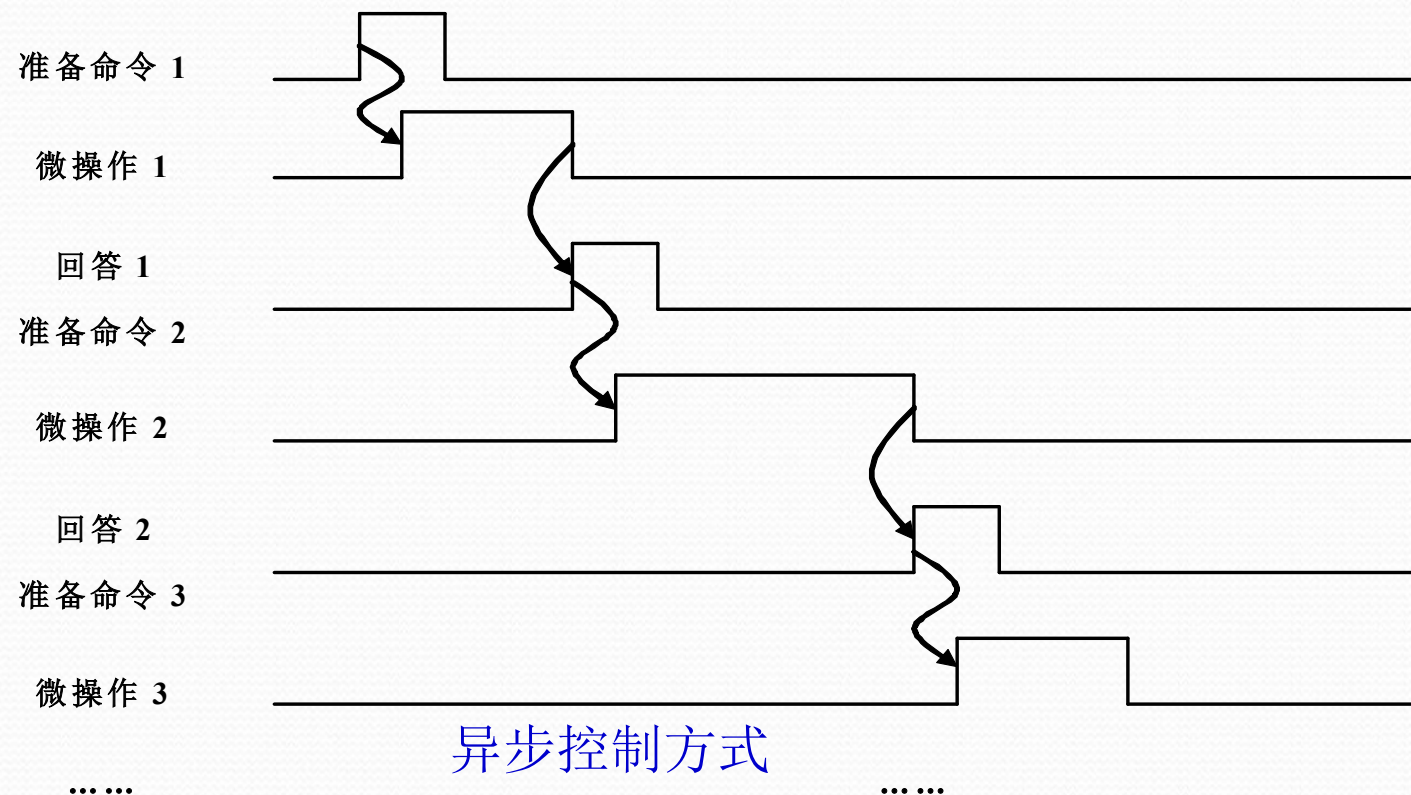 准备命令 1
微操作 1
回答 1
准备命令 2
微操作 2
回答 2
准备命令 3
微操作 3
异步控制方式
…… ……